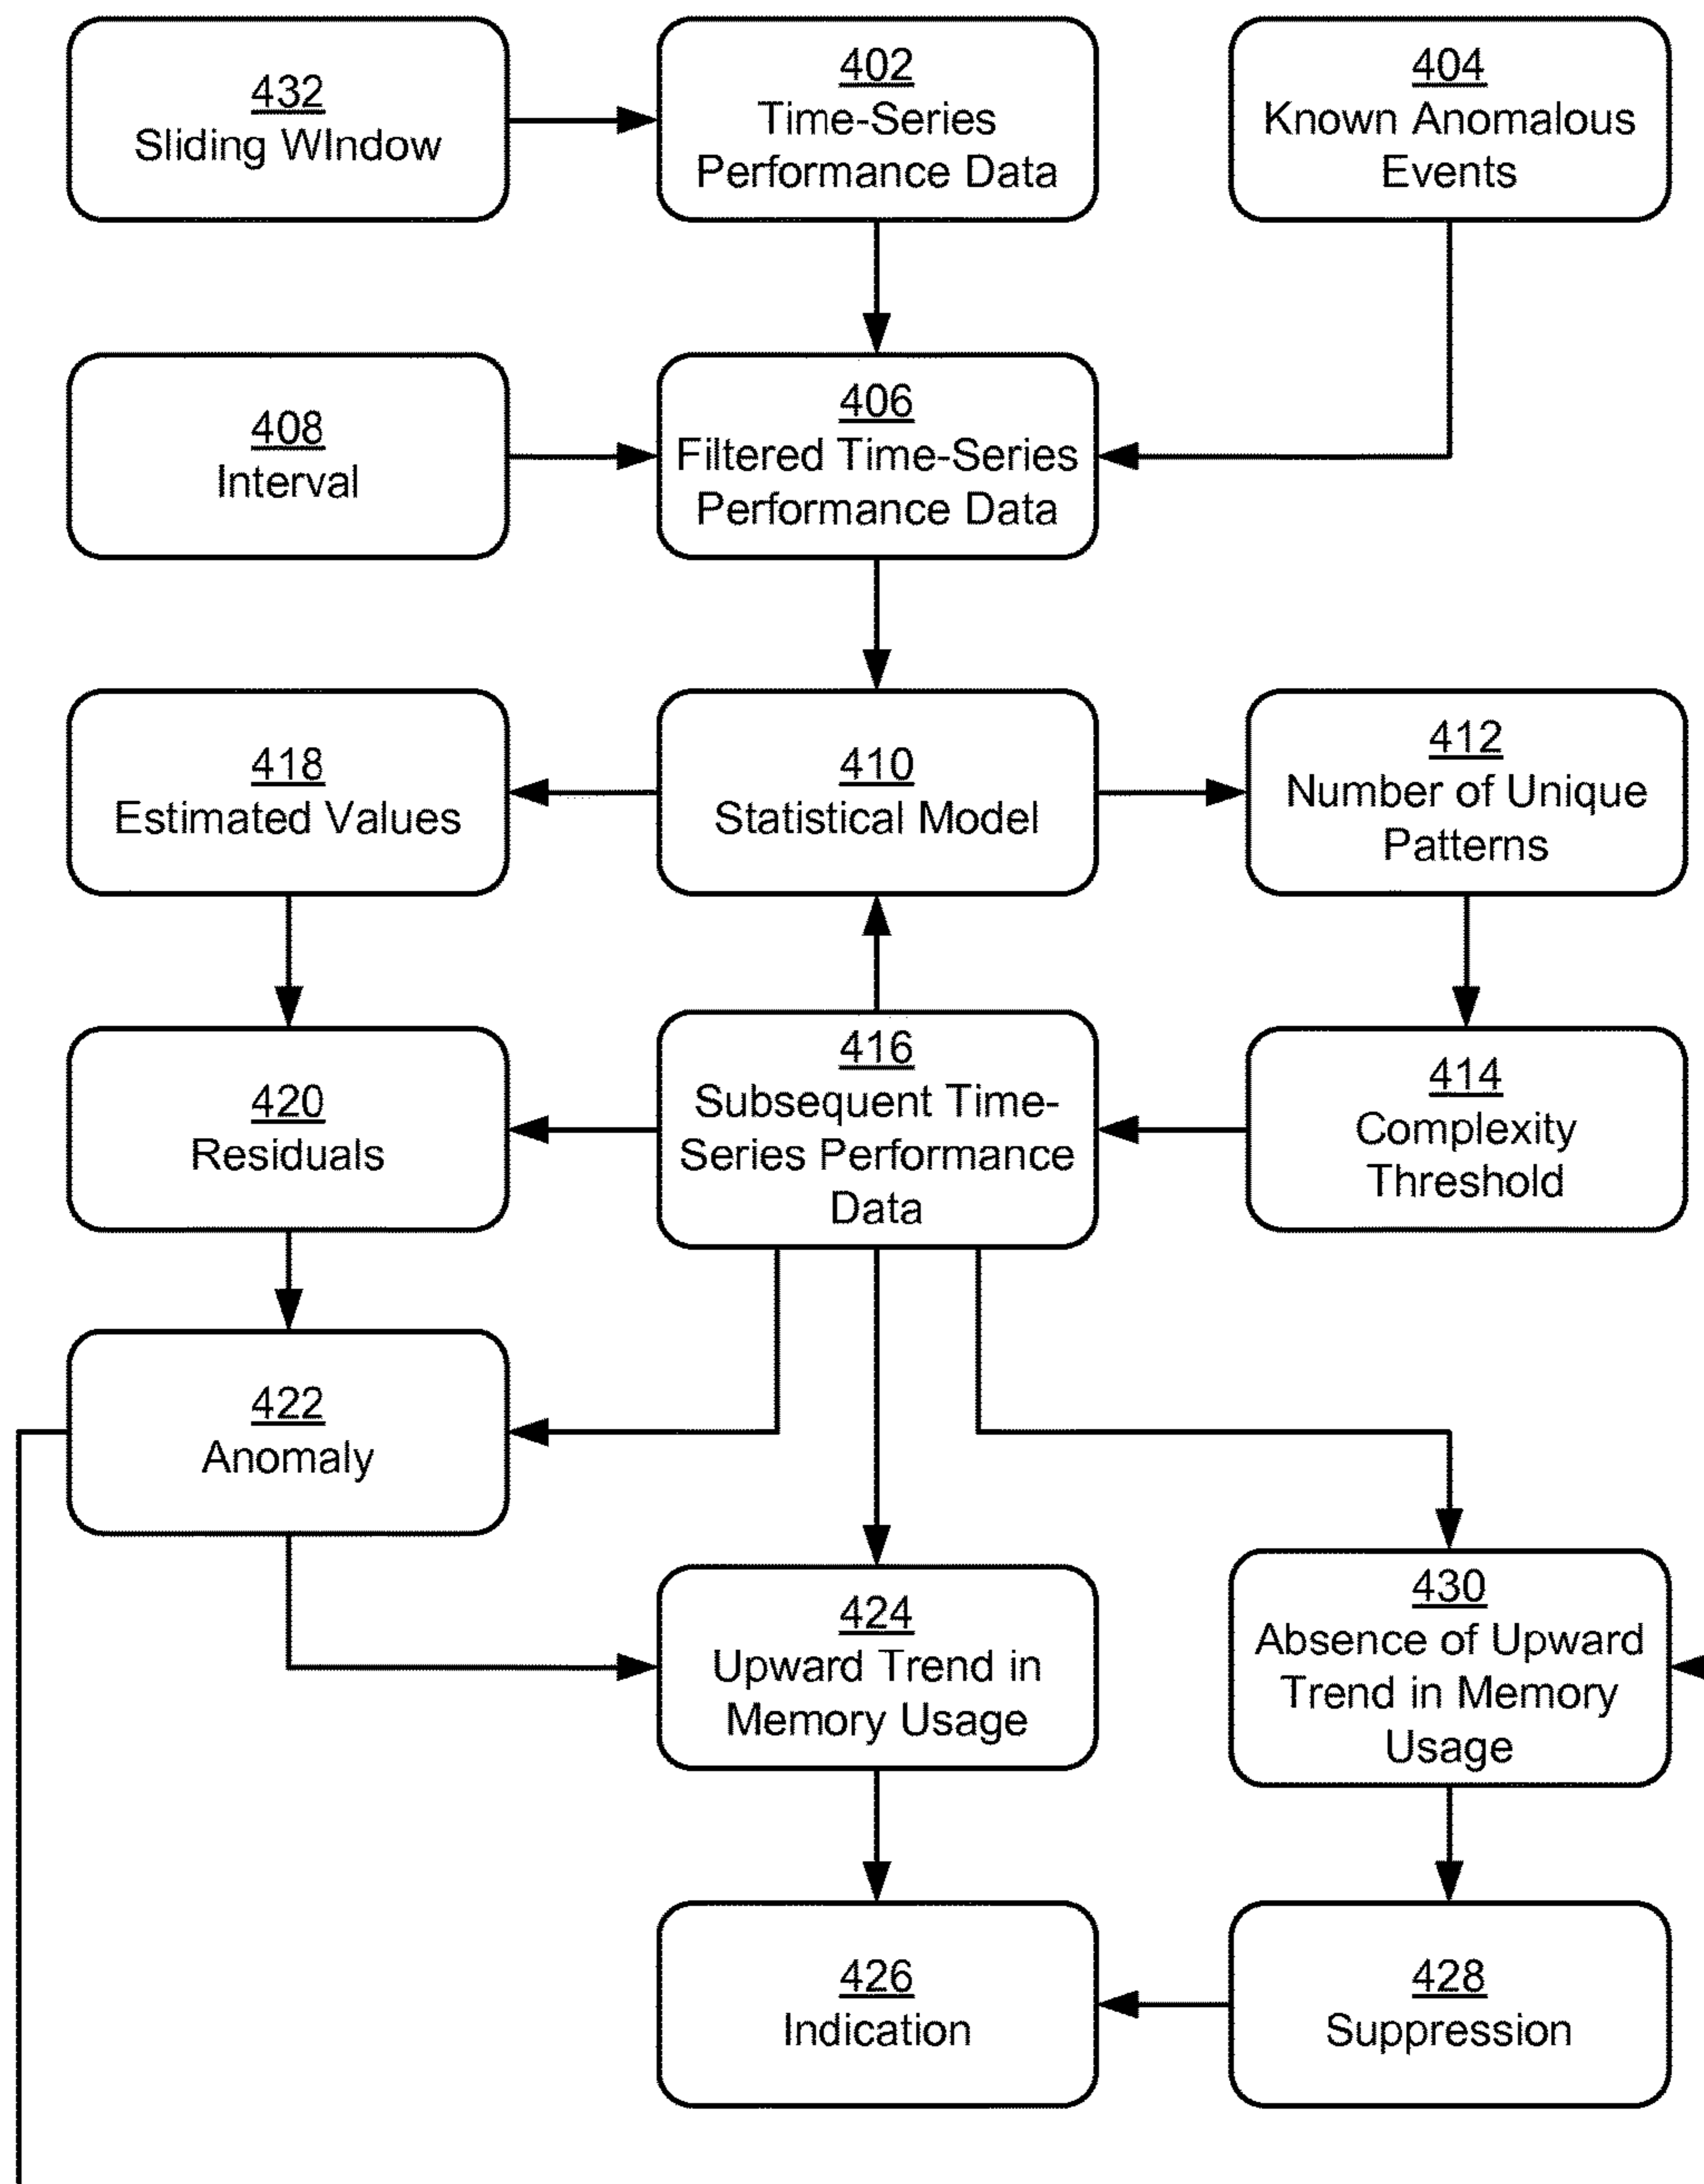 432
Sliding WIndow
402
Time-Series
Performance Data
404
Known Anomalous
Events
408
Interval
406
Filtered Time-Series
Performance Data
418
Estimated Values
410
Statistical Model
412
Number of Unique
Patterns
420
Residuals
416
Subsequent Time-
Series Performance
Data
414
Complexity
Threshold
422
Anomaly
424
Upward Trend in
Memory Usage
430
Absence of Upward
Trend in Memory
Usage
426
Indication
428
Suppression